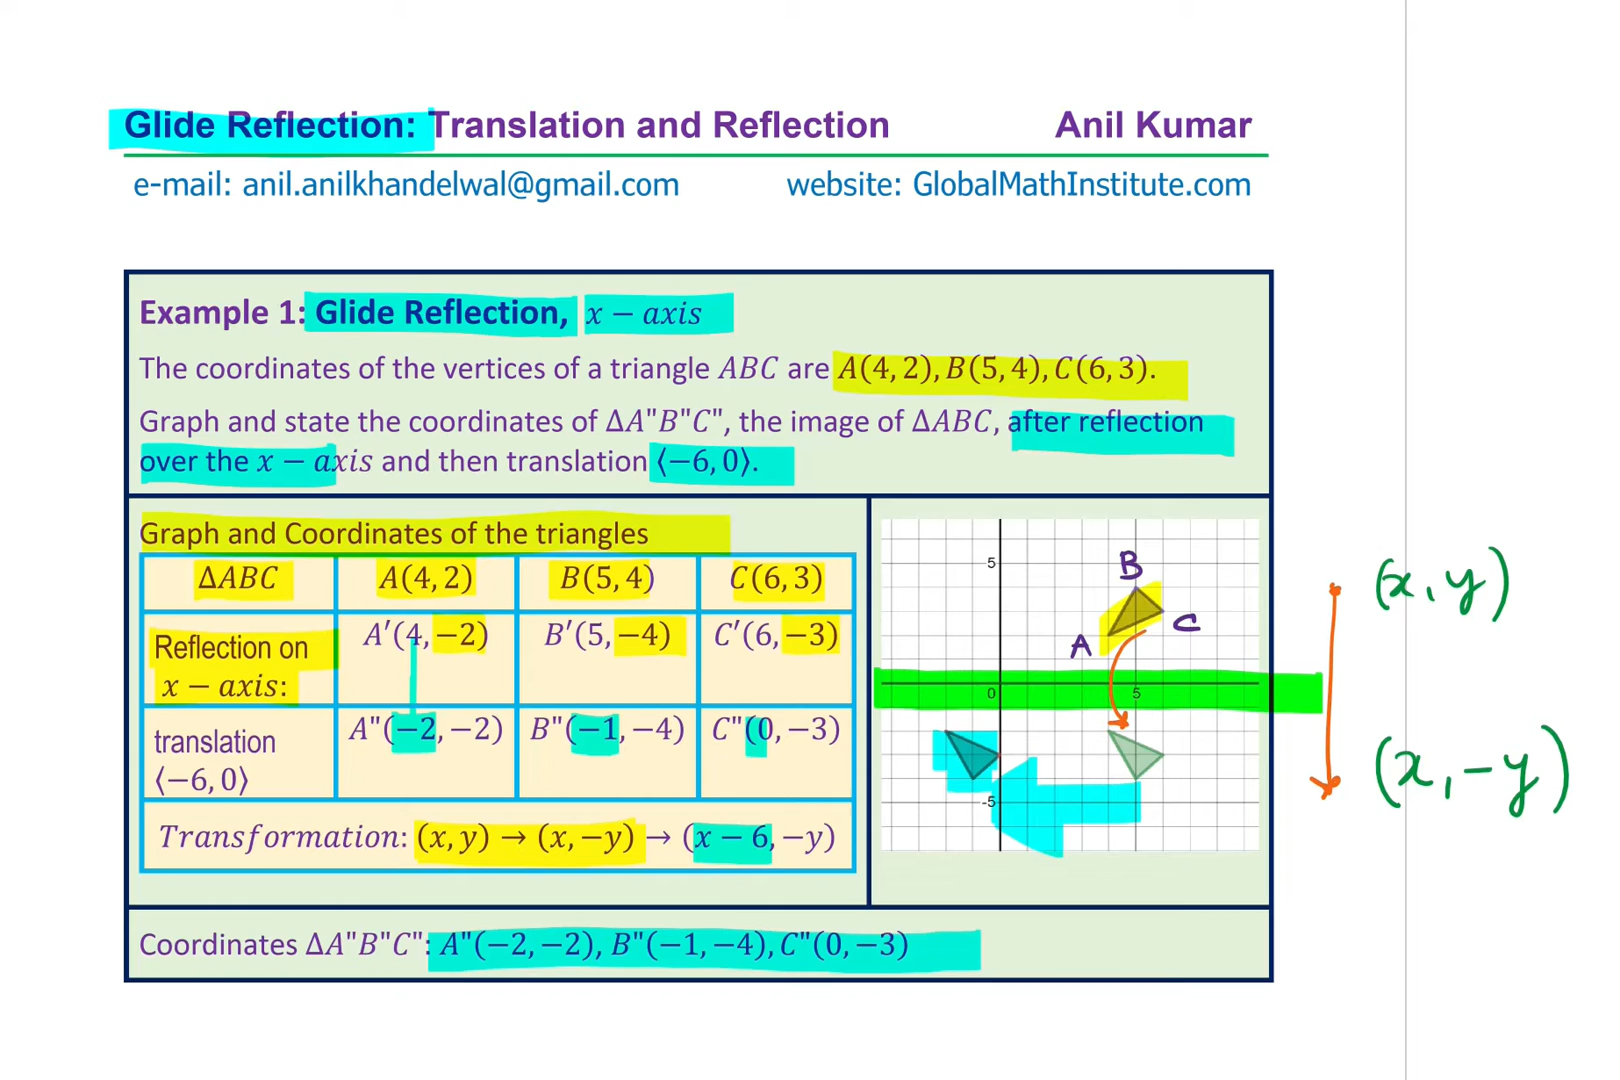 Glide Reflection: Translation and Reflection Anil Kumar
e-mail: anil.anilkhandelwal@gmail.com website: GlobalMathInstitute.com
Example 1: Glide Reflection, x − axis
The coordinates of the vertices of a triangle ABC are A(4, 2), B(5, 4), C(6, 3).
Graph and state the coordinates of ΔA"B"C", the image of ΔABC, after reflection
over the x − axis and then translation ⟨−6, 0⟩.
Graph and Coordinates of the triangles
ΔABC A(4, 2) B(5, 4) C(6, 3)
Reflection on
x − axis:
A′(4, −2) B′(5, −4) C′(6, −3)
translation
⟨−6, 0⟩
A"(−2, −2) B"(−1, −4) C"(0, −3)
Transformation: (x, y) → (x, −y) → (x − 6, −y)
5
B
A
C
0
5
-5
(x, y)
(x, −y)
Coordinates ΔA"B"C": A"(−2, −2), B"(−1, −4), C"(0, −3)